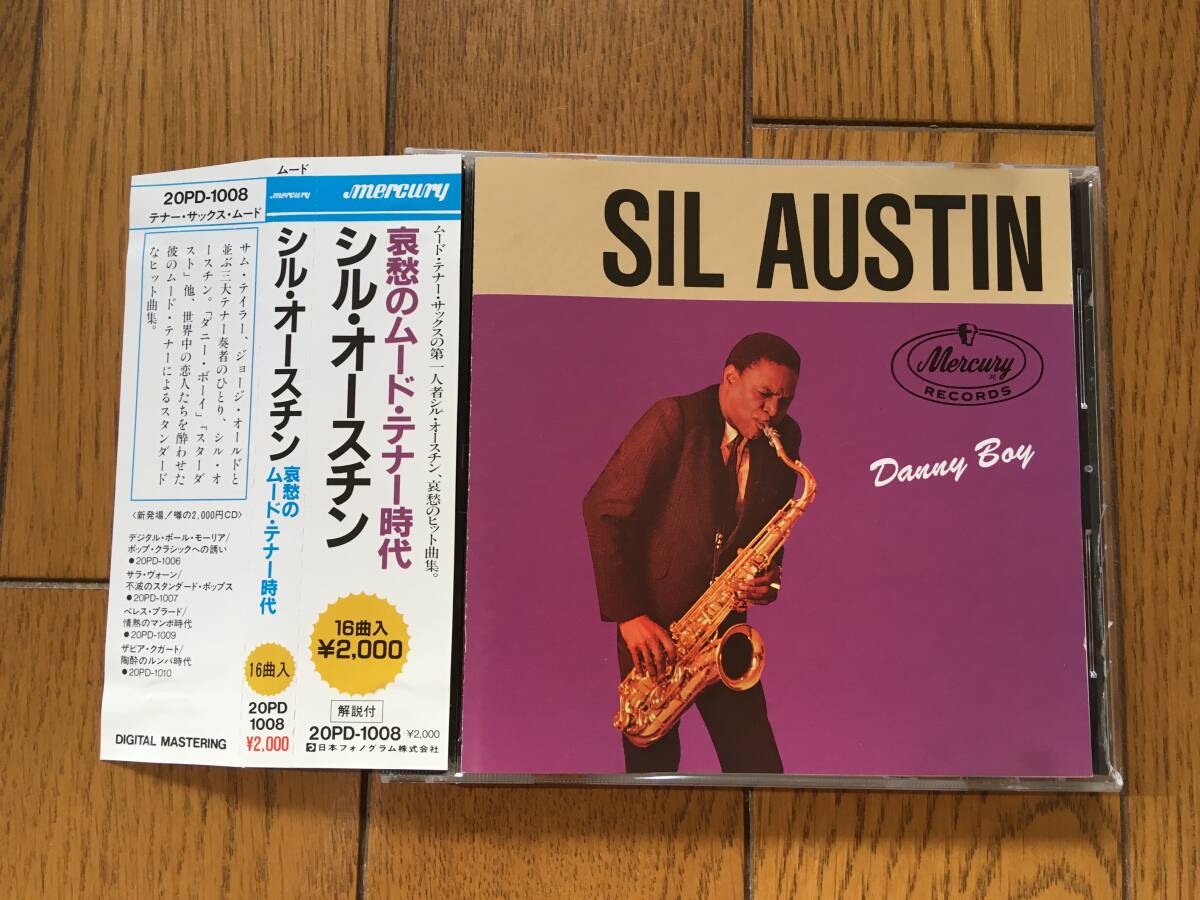 20PD-1008
テナー・サックス・ムード
サム・テイラー、ジョージ・オールドと
並ぶ三大テナー奏者のひとり、シル・オ
ースチン。「ダニー・ボーイ」「スターダ
スト」他、世界中の恋人たちを酔わせた
彼のムード・テナーによるスタンダード
なヒット曲集。
〈新発場!噂の2,000円CD〉
デジタル・ポール・モーリア/
ポップ・クラシックへの誘い
●20PD-1006
サラ・ヴォーン/
不滅のスタンダード・ポップス
●20PD-1007
ペレス・プラード/
情熱のマンボ時代
●20PD-1009
ザビア・クガート/
陶酔のルンバ時代
●20PD-1010
DIGITAL MASTERING
ムード
mercury
シル・オースチン
哀愁の
ムード・テナー時代
16曲入
20PD
1008
¥2,000
mercury
ムード・テナー・サックスの第一人者シル・オースチン、哀愁のヒット曲集。
哀愁のムード・テナー時代
シル・オースチン
16曲入
¥2,000
解説付
20PD-1008 ·¥2,000
日本フォノグラム株式会社
SIL AUSTIN
Mercury
R
RECORDS
Danny Boy